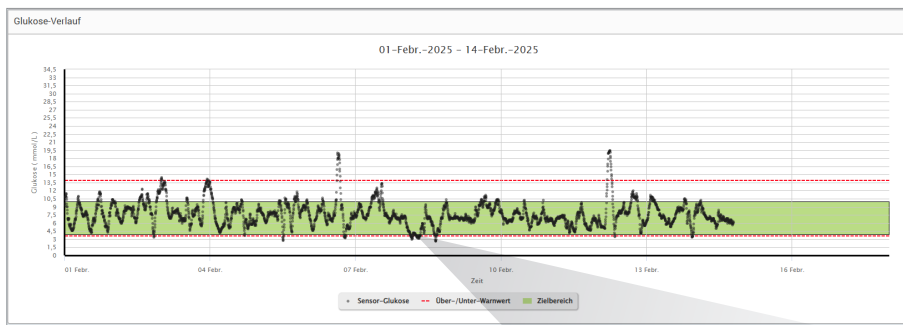 Glukose-Verlauf
01-Febr.-2025 - 14-Febr.-2025
Glukose (mmol/L)
34,5
33
31,5
30
28,5
27
25,5
24
22,5
21
19,5
18
16,5
15
13,5
12
10,5
9
7,5
6
4,5
3
1,5
0
01 Febr.
04 Febr.
07 Febr.
10 Febr.
13 Febr.
16 Febr.
Zeit
Sensor-Glukose
Über-/Unter-Warnwert
Zielbereich